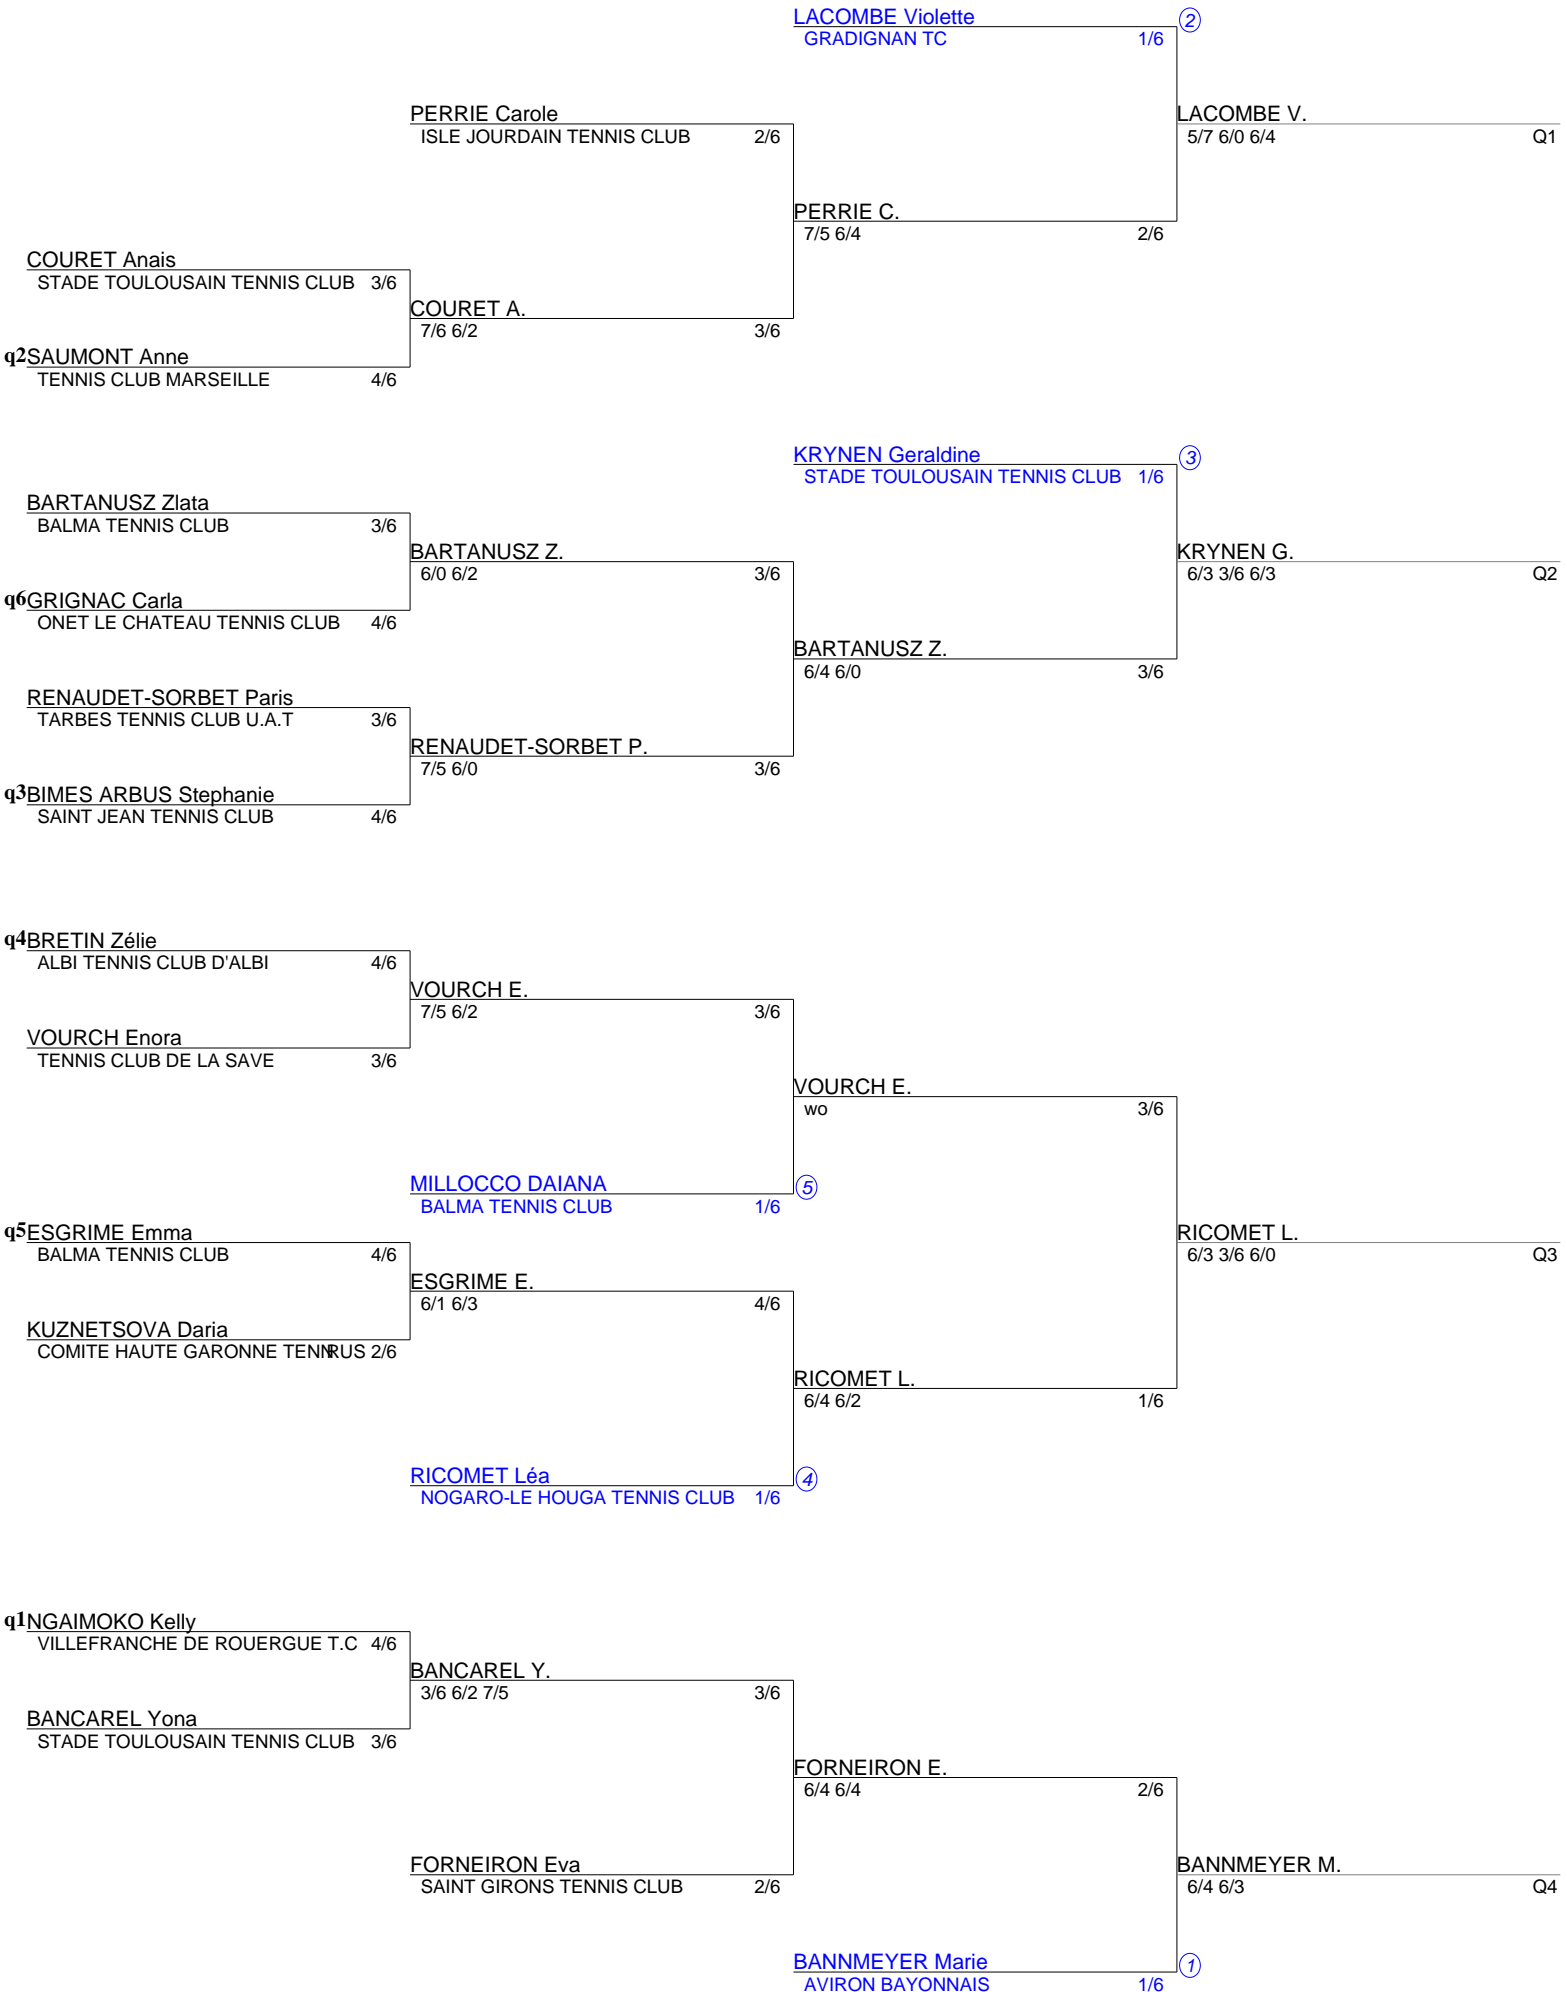 LACOMBE Violette 2
GRADIGNAN TC 1/6
PERRIE Carole
ISLE JOURDAIN TENNIS CLUB 2/6
LACOMBE V.
5/7 6/0 6/4 Q1
PERRIE C.
7/5 6/4 2/6
COURET Anais
STADE TOULOUSAIN TENNIS CLUB 3/6
COURET A.
7/6 6/2 3/6
q2 SAUMONT Anne
TENNIS CLUB MARSEILLE 4/6
KRYNEN Geraldine 3
STADE TOULOUSAIN TENNIS CLUB 1/6
BARTANUSZ Zlata
BALMA TENNIS CLUB 3/6
BARTANUSZ Z.
6/0 6/2 3/6
KRYNEN G.
6/3 3/6 6/3 Q2
q6 GRIGNAC Carla
ONET LE CHATEAU TENNIS CLUB 4/6
BARTANUSZ Z.
6/4 6/0 3/6
RENAUDET-SORBET Paris
TARBES TENNIS CLUB U.A.T 3/6
RENAUDET-SORBET P.
7/5 6/0 3/6
q3 BIMES ARBUS Stephanie
SAINT JEAN TENNIS CLUB 4/6
q4 BRETIN Zélie
ALBI TENNIS CLUB D'ALBI 4/6
VOURCH E.
7/5 6/2 3/6
VOURCH Enora
TENNIS CLUB DE LA SAVE 3/6
VOURCH E.
wo 3/6
MILLOCCO DAIANA 5
BALMA TENNIS CLUB 1/6
q5 ESGRIME Emma
BALMA TENNIS CLUB 4/6
RICOMET L.
6/3 3/6 6/0 Q3
ESGRIME E.
6/1 6/3 4/6
KUZNETSOVA Daria
COMITE HAUTE GARONNE TENN RUS 2/6
RICOMET L.
6/4 6/2 1/6
RICOMET Léa 4
NOGARO-LE HOUGA TENNIS CLUB 1/6
q1 NGAIMOKO Kelly
VILLEFRANCHE DE ROUERGUE T.C 4/6
BANCAREL Y.
3/6 6/2 7/5 3/6
BANCAREL Yona
STADE TOULOUSAIN TENNIS CLUB 3/6
FORNEIRON E.
6/4 6/4 2/6
FORNEIRON Eva
SAINT GIRONS TENNIS CLUB 2/6
BANNMEYER M.
6/4 6/3 Q4
BANNMEYER Marie 1
AVIRON BAYONNAIS 1/6